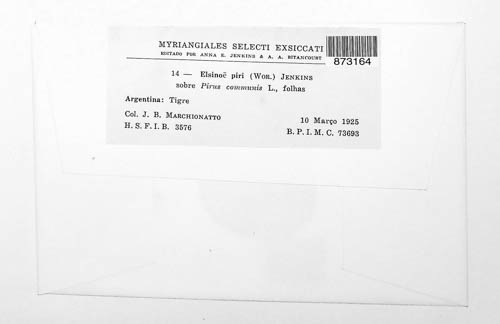 MYRIANGIALES SELECTI EXSICCATI
EDITADO POR ANNA E. JENKINS & A. A. BITANCOURT
873164
14 — Elsinoë piri (Wor.) Jenkins
sobre Pirus communis L., folhas
Argentina: Tigre
Col. J. B. Marchionatto
10 Março 1925
H. S. F. I. B. 3576
B. P. I. M. C. 73693